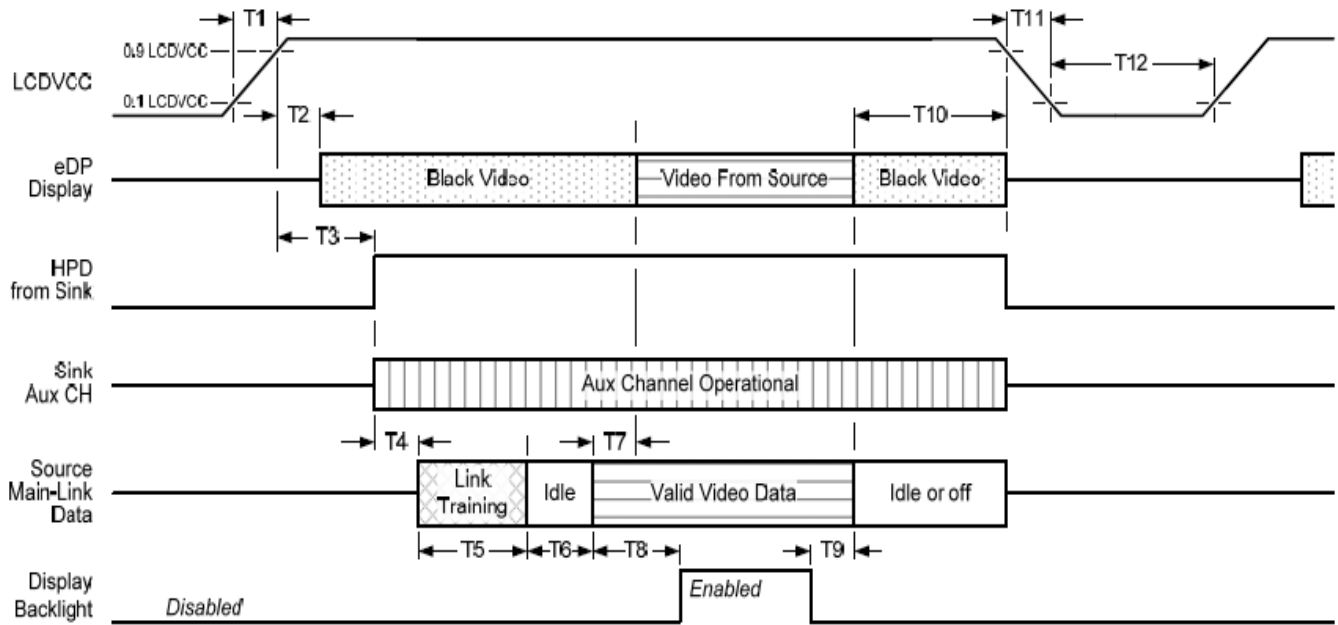 T1
T11
0.9 LCDVCC
LCDVCC
T12
0.1 LCDVCC
T2
T10
eDP
Display
Black Video
Video From Source
Black Video
T3
HPD
from Sink
Sink
Aux CH
Aux Channel Operational
T4
T7
Source
Main-Link
Data
Link
Training
Idle
Valid Video Data
Idle or off
T5
T6
T8
T9
Display
Backlight
Disabled
Enabled